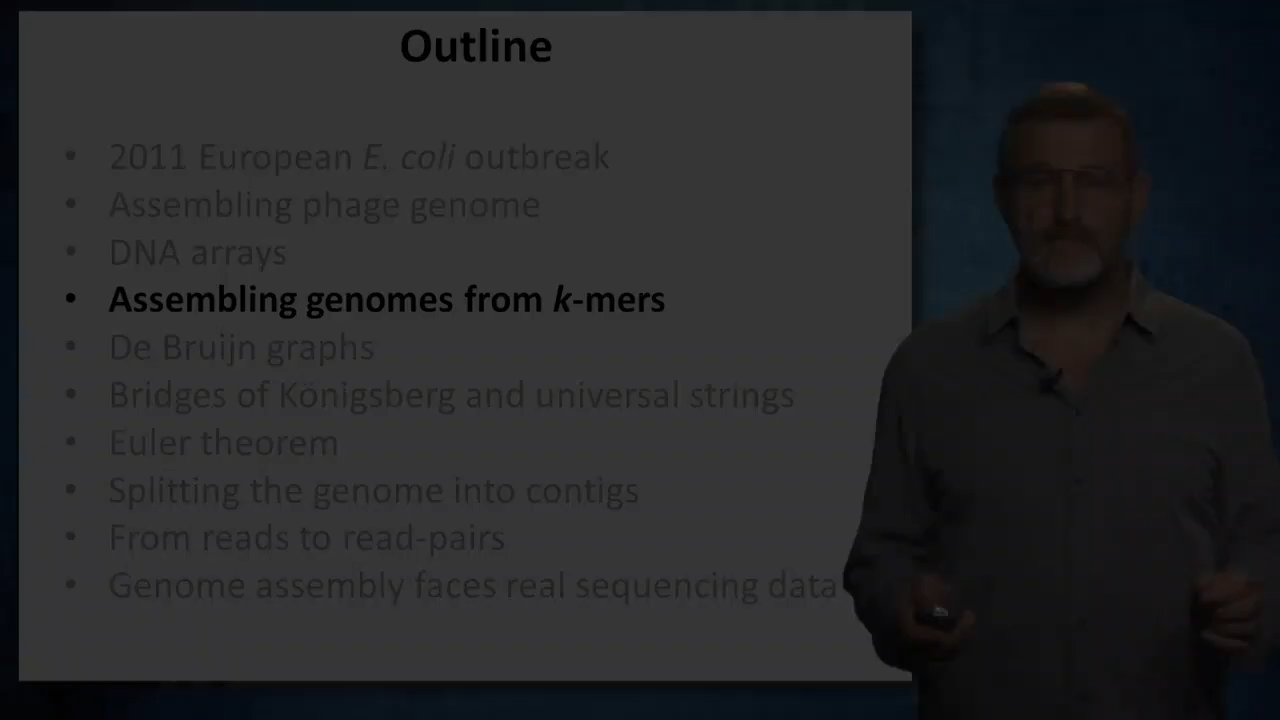 Outline
• 2011 European E. coli outbreak
• Assembling phage genome
• DNA arrays
• Assembling genomes from k-mers
• De Bruijn graphs
• Bridges of Königsberg and universal strings
• Euler theorem
• Splitting the genome into contigs
• From reads to read-pairs
• Genome assembly faces real sequencing data